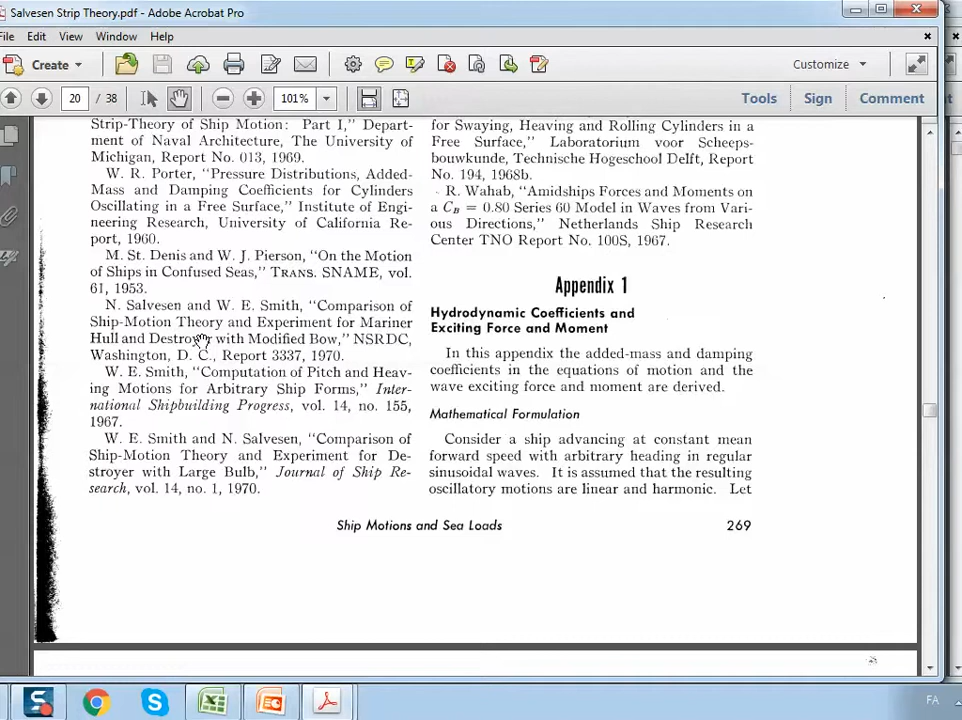 Salvesen Strip Theory.pdf - Adobe Acrobat Pro
File Edit View Window Help
Create
Customize
20 / 38
101%
Tools Sign Comment
Strip-Theory of Ship Motion: Part I," Depart-
ment of Naval Architecture, The University of
Michigan, Report No. 013, 1969.
W. R. Porter, "Pressure Distributions, Added-
Mass and Damping Coefficients for Cylinders
Oscillating in a Free Surface," Institute of Engi-
neering Research, University of California Re-
port, 1960.
M. St. Denis and W. J. Pierson, "On the Motion
of Ships in Confused Seas," TRANS. SNAME, vol.
61, 1953.
N. Salvesen and W. E. Smith, "Comparison of
Ship-Motion Theory and Experiment for Mariner
Hull and Destroyer with Modified Bow," NSRDC,
Washington, D. C., Report 3337, 1970.
W. E. Smith, "Computation of Pitch and Heav-
ing Motions for Arbitrary Ship Forms," Inter-
national Shipbuilding Progress, vol. 14, no. 155,
1967.
W. E. Smith and N. Salvesen, "Comparison of
Ship-Motion Theory and Experiment for De-
stroyer with Large Bulb," Journal of Ship Re-
search, vol. 14, no. 1, 1970.
for Swaying, Heaving and Rolling Cylinders in a
Free Surface," Laboratorium voor Scheeps-
bouwkunde, Technische Hogeschool Delft, Report
No. 194, 1968b.
R. Wahab, "Amidships Forces and Moments on
a CB = 0.80 Series 60 Model in Waves from Vari-
ous Directions," Netherlands Ship Research
Center TNO Report No. 100S, 1967.
Appendix 1
Hydrodynamic Coefficients and
Exciting Force and Moment
In this appendix the added-mass and damping
coefficients in the equations of motion and the
wave exciting force and moment are derived.
Mathematical Formulation
Consider a ship advancing at constant mean
forward speed with arbitrary heading in regular
sinusoidal waves. It is assumed that the resulting
oscillatory motions are linear and harmonic. Let
Ship Motions and Sea Loads 269
FA